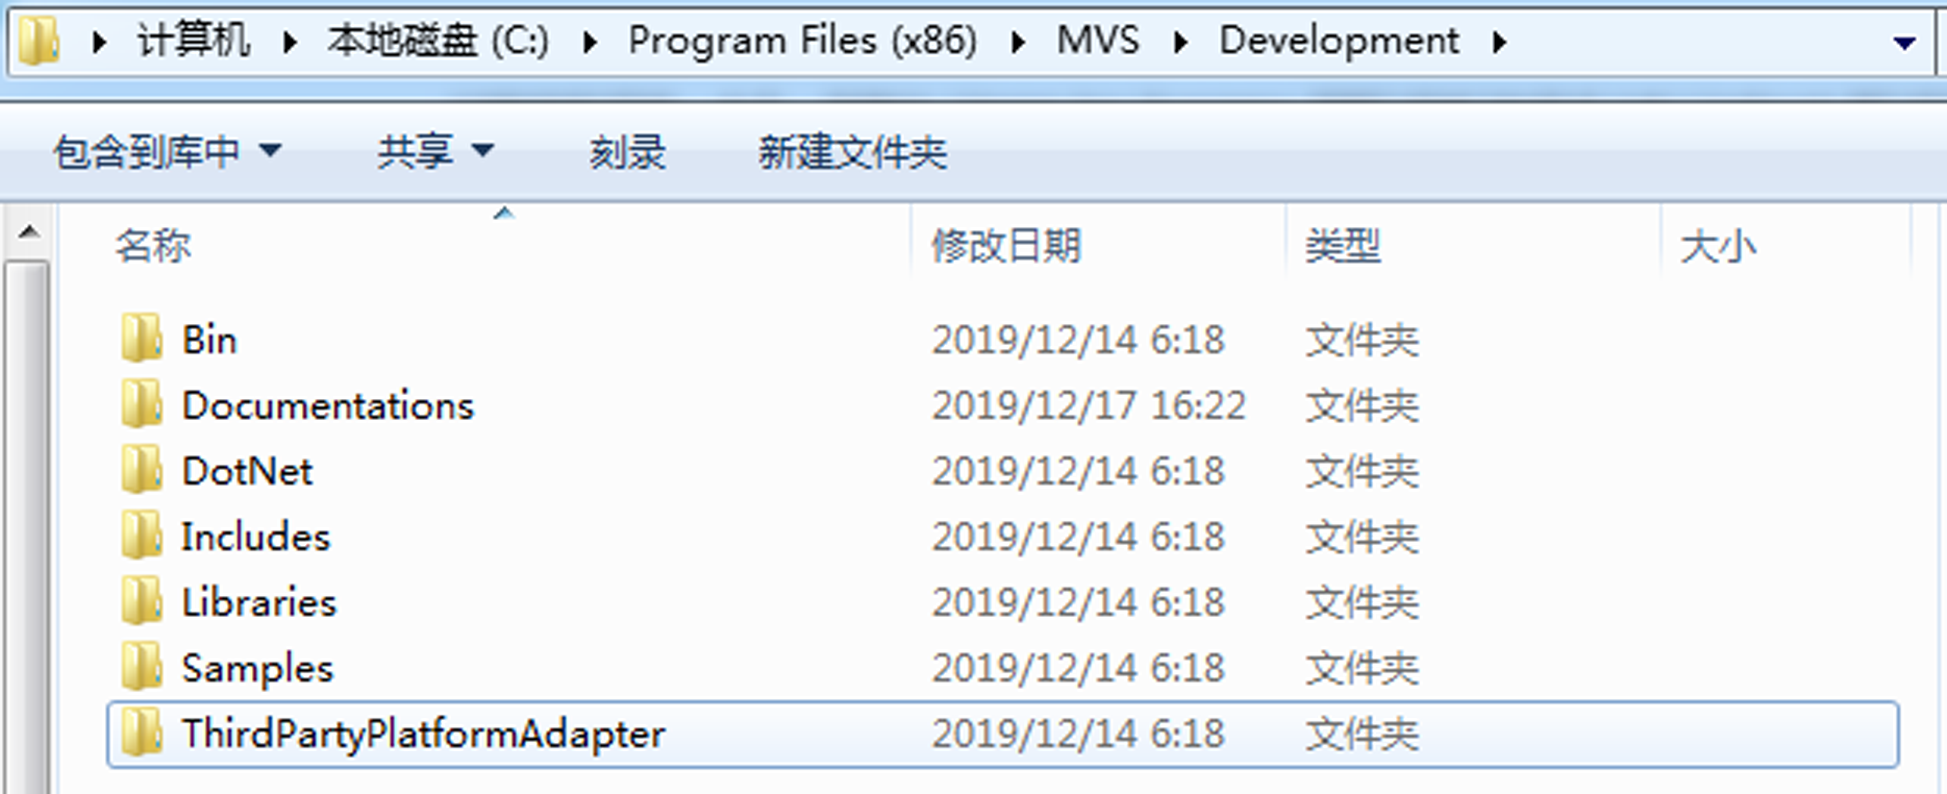 计算机 本地磁盘 (C:) Program Files (x86) MVS Development
包含到库中 共享 刻录 新建文件夹
名称 修改日期 类型 大小
Bin 2019/12/14 6:18 文件夹
Documentations 2019/12/17 16:22 文件夹
DotNet 2019/12/14 6:18 文件夹
Includes 2019/12/14 6:18 文件夹
Libraries 2019/12/14 6:18 文件夹
Samples 2019/12/14 6:18 文件夹
ThirdPartyPlatformAdapter 2019/12/14 6:18 文件夹